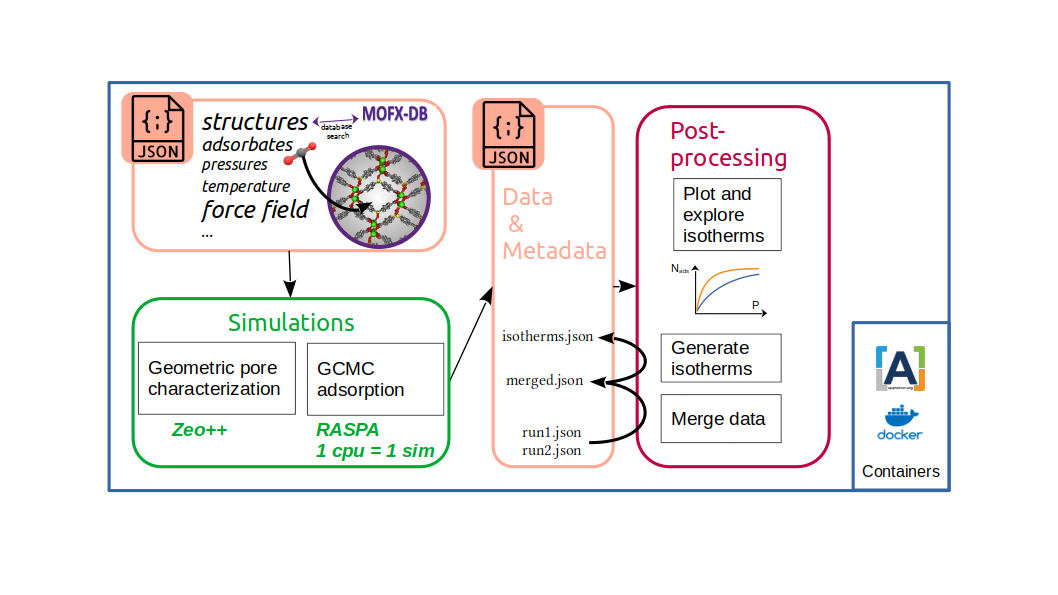 {;}
JSON
structures
adsorbates
pressures
temperature
force field
...
database
search
MOFX-DB
Simulations
Geometric pore
characterization
Zeo++
GCMC
adsorption
RASPA
1 cpu = 1 sim
{;}
JSON
Data
&
Metadata
isotherms.json
merged.json
run1.json
run2.json
Post-
processing
Plot and
explore
isotherms
Nads
P
Generate
isotherms
Merge data
[A]
docker
Containers